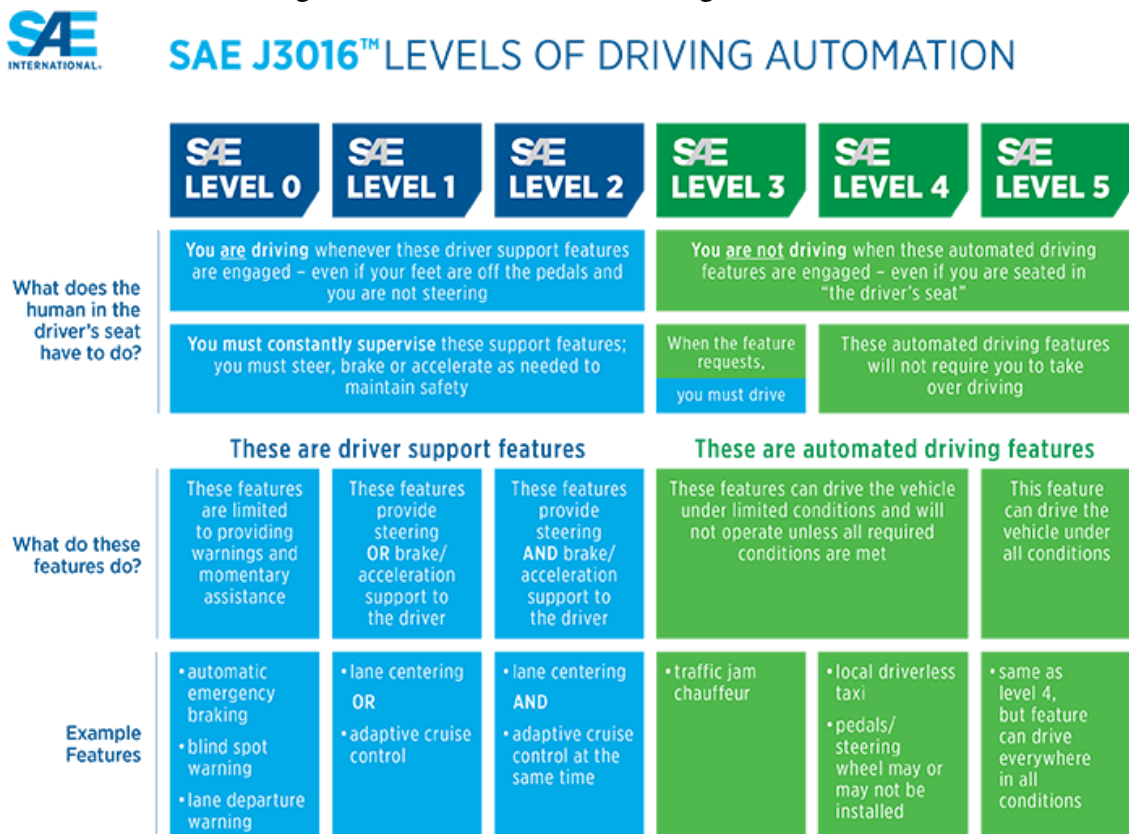 SAE
INTERNATIONAL®
SAE J3016™ LEVELS OF DRIVING AUTOMATION
SAE
LEVEL 0
SAE
LEVEL 1
SAE
LEVEL 2
SAE
LEVEL 3
SAE
LEVEL 4
SAE
LEVEL 5
What does the
human in the
driver's seat
have to do?
You are driving whenever these driver support features
are engaged – even if your feet are off the pedals and
you are not steering
You are not driving when these automated driving
features are engaged – even if you are seated in
“the driver's seat”
You must constantly supervise these support features;
you must steer, brake or accelerate as needed to
maintain safety
When the feature
requests,
you must drive
These automated driving features
will not require you to take
over driving
These are driver support features
These are automated driving features
What do these
features do?
These features
are limited
to providing
warnings and
momentary
assistance
These features
provide
steering
OR brake/
acceleration
support to
the driver
These features
provide
steering
AND brake/
acceleration
support to
the driver
These features can drive the vehicle
under limited conditions and will
not operate unless all required
conditions are met
This feature
can drive the
vehicle under
all conditions
Example
Features
• automatic
emergency
braking
• blind spot
warning
• lane departure
warning
• lane centering
OR
• adaptive cruise
control
• lane centering
AND
• adaptive cruise
control at the
same time
• traffic jam
chauffeur
• local driverless
taxi
• pedals/
steering
wheel may or
may not be
installed
• same as
level 4,
but feature
can drive
everywhere
in all
conditions